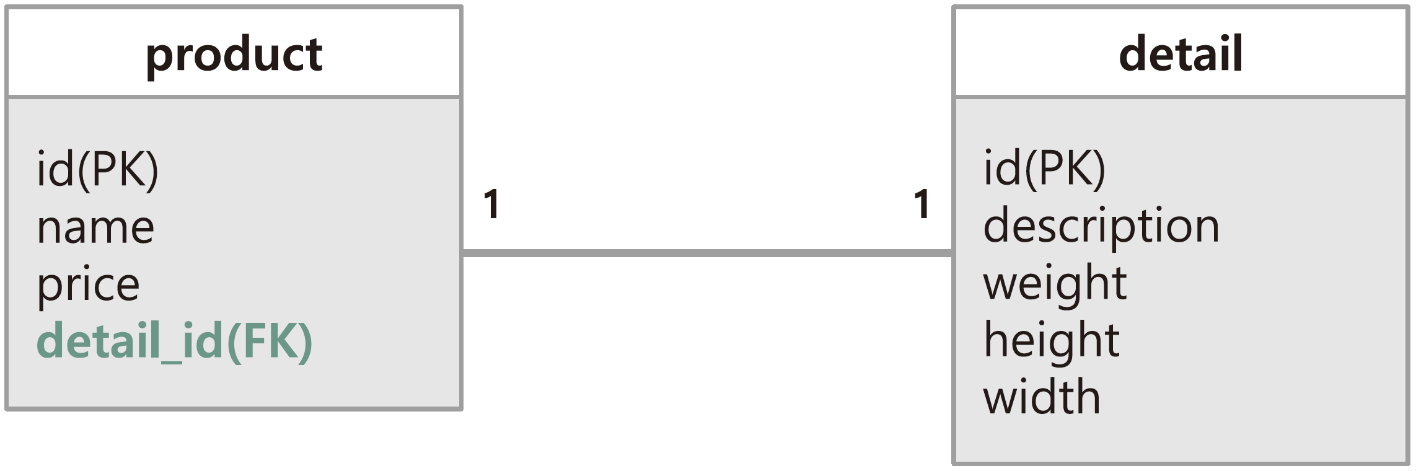 product
id(PK)
name
price
detail_id(FK)
1
1
detail
id(PK)
description
weight
height
width